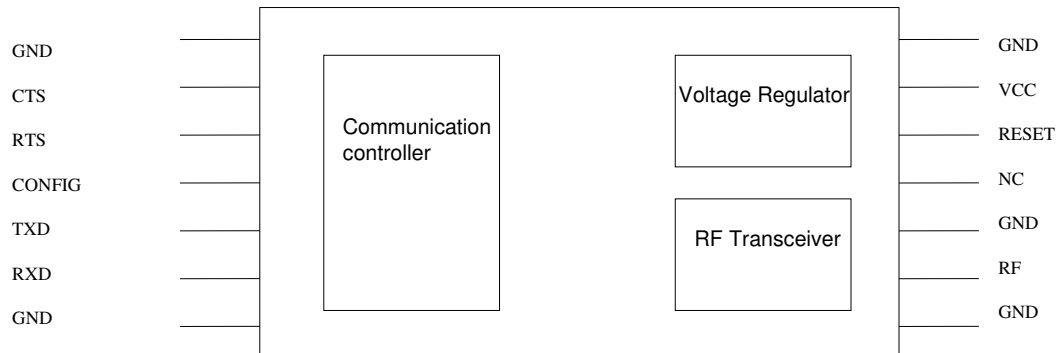 GND
CTS
RTS
CONFIG
TXD
RXD
GND
Communication
controller
Voltage Regulator
RF Transceiver
GND
VCC
RESET
NC
GND
RF
GND